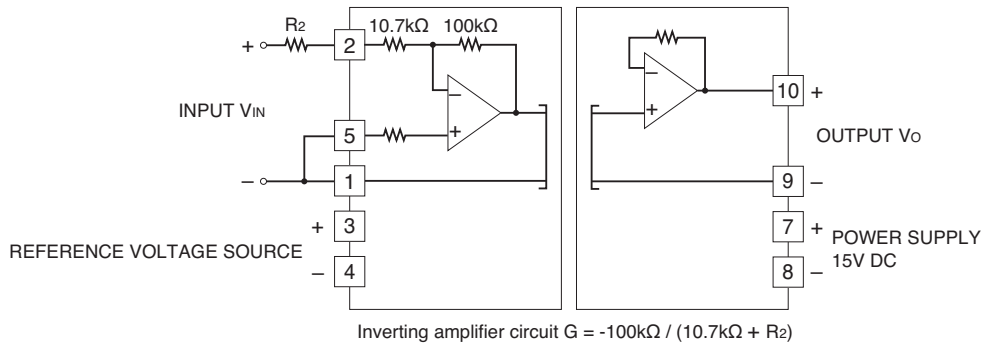 R2
2
10.7kΩ
100kΩ
+
–
+
INPUT VIN
5
–
1
+
3
REFERENCE VOLTAGE SOURCE
–
4
–
+
10
+
OUTPUT VO
9
–
7
+
POWER SUPPLY
15V DC
8
–
Inverting amplifier circuit G = -100kΩ / (10.7kΩ + R2)